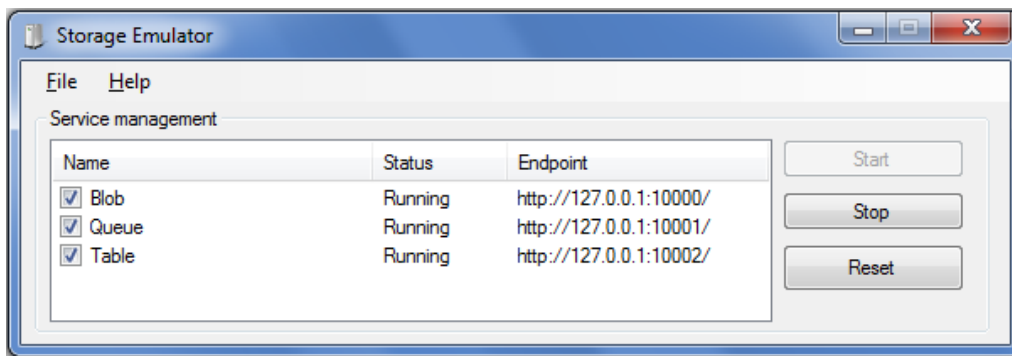 Storage Emulator
File Help
Service management
Name Status Endpoint
Blob Running http://127.0.0.1:10000/
Queue Running http://127.0.0.1:10001/
Table Running http://127.0.0.1:10002/
Start
Stop
Reset